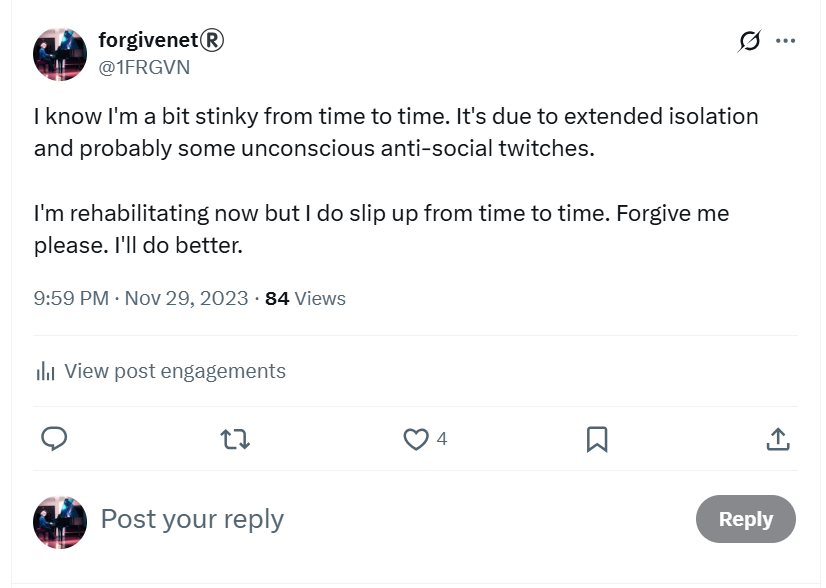 forgivenet®
@1FRGVN
I know I'm a bit stinky from time to time. It's due to extended isolation
and probably some unconscious anti-social twitches.
I'm rehabilitating now but I do slip up from time to time. Forgive me
please. I'll do better.
9:59 PM · Nov 29, 2023 · 84 Views
View post engagements
4
Post your reply
Reply